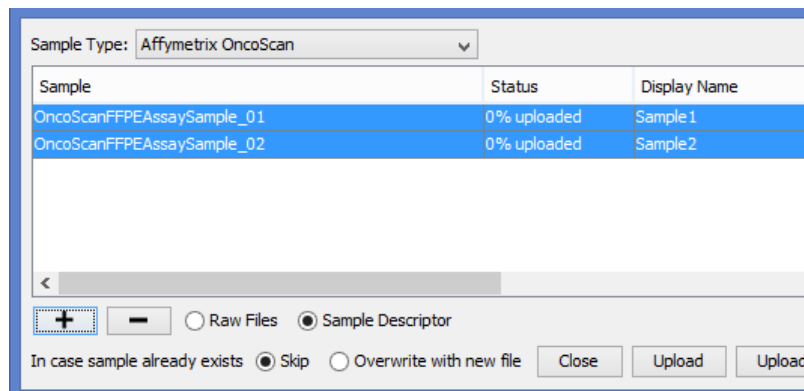 Sample Type: Affymetrix OncoScan
Sample Status Display Name
OncoScanFFPEAssaySample_01 0% uploaded Sample1
OncoScanFFPEAssaySample_02 0% uploaded Sample2
+ − Raw Files Sample Descriptor
In case sample already exists Skip Overwrite with new file Close Upload Upload